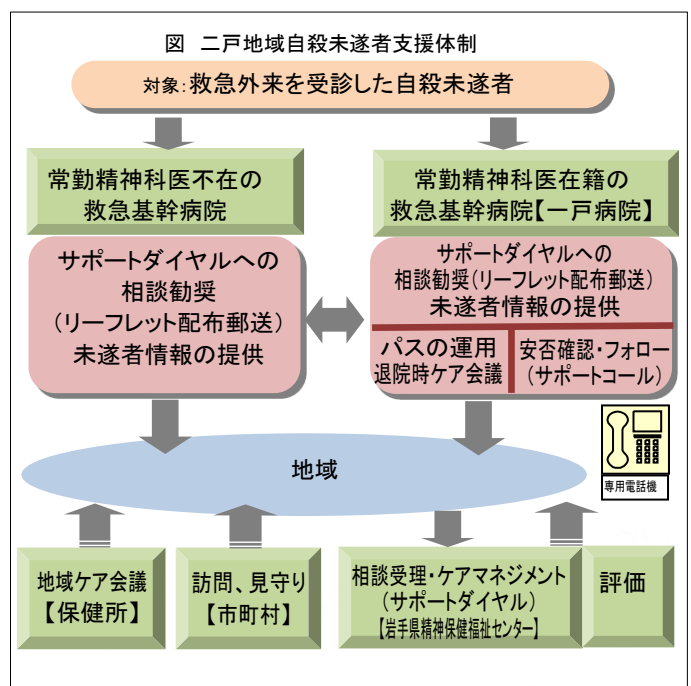 図 二戸地域自殺未遂者支援体制
対象:救急外来を受診した自殺未遂者
常勤精神科医不在の
救急基幹病院
常勤精神科医在籍の
救急基幹病院【一戸病院】
サポートダイヤルへの
相談勧奨
(リーフレット配布郵送)
未遂者情報の提供
サポートダイヤルへの
相談勧奨(リーフレット配布郵送)
未遂者情報の提供
パスの運用
退院時ケア会議
安否確認・フォロー
(サポートコール)
地域
専用電話機
地域ケア会議
【保健所】
訪問、見守り
【市町村】
相談受理・ケアマネジメント
(サポートダイヤル)
【岩手県精神保健福祉センター】
評価